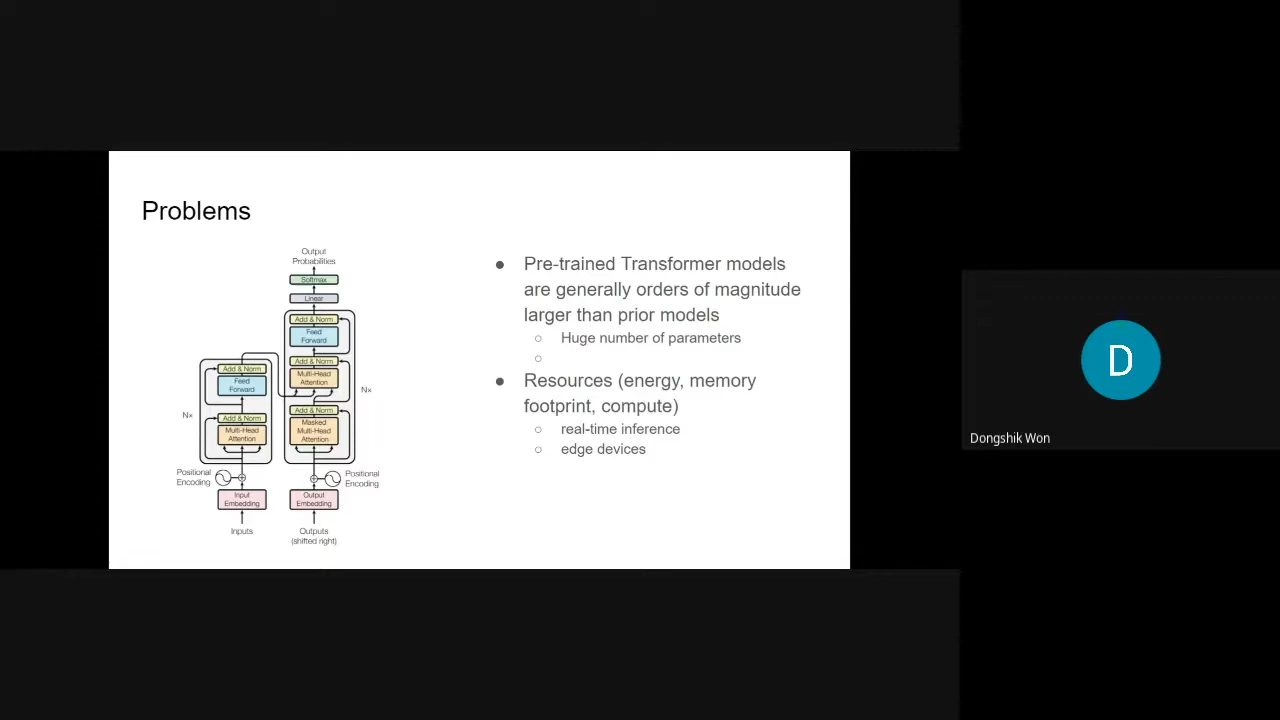 Problems
Output
Probabilities
Softmax
Linear
Add & Norm
Feed
Forward
Add & Norm
Multi-Head
Attention
Add & Norm
Masked
Multi-Head
Attention
Nx
Add & Norm
Feed
Forward
Add & Norm
Multi-Head
Attention
Nx
Positional
Encoding
Positional
Encoding
Input
Embedding
Output
Embedding
Inputs
Outputs
(shifted right)
● Pre-trained Transformer models
are generally orders of magnitude
larger than prior models
○ Huge number of parameters
○
● Resources (energy, memory
footprint, compute)
○ real-time inference
○ edge devices
D
Dongshik Won